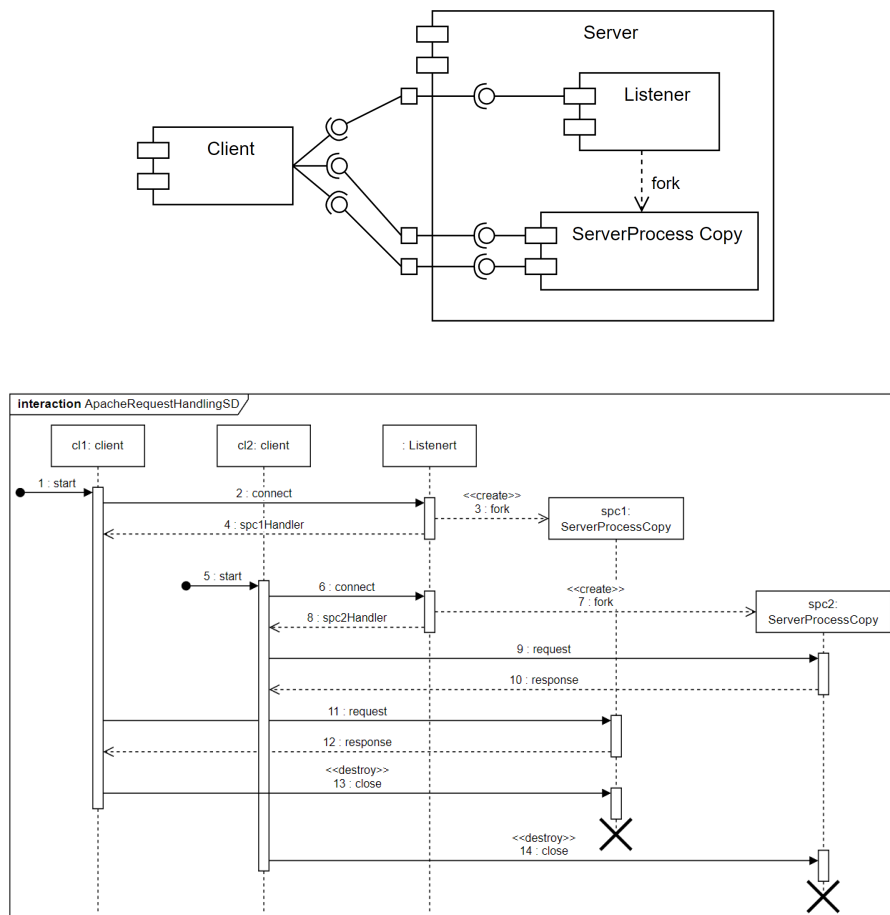 Server
Listener
Client
fork
ServerProcess Copy
interaction ApacheRequestHandlingSD
cl1: client
cl2: client
: Listenert
1 : start
2 : connect
<<create>>
3 : fork
spc1:
ServerProcessCopy
4 : spc1Handler
5 : start
6 : connect
<<create>>
7 : fork
spc2:
ServerProcessCopy
8 : spc2Handler
9 : request
10 : response
11 : request
12 : response
<<destroy>>
13 : close
<<destroy>>
14 : close